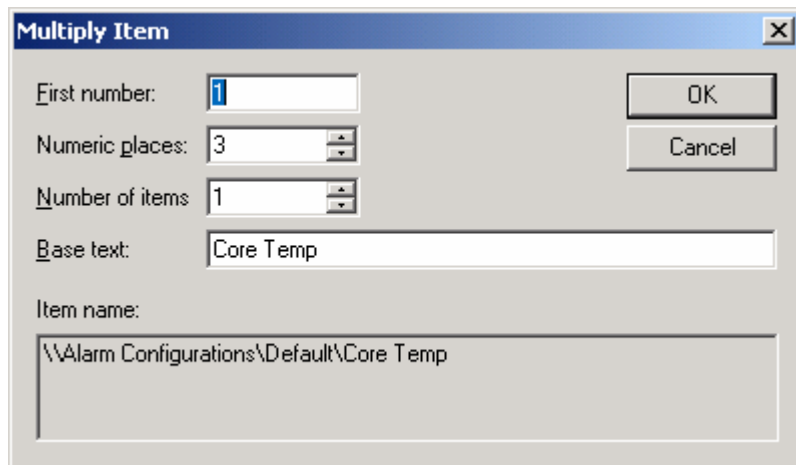 Multiply Item
First number: 1
OK
Numeric places: 3
Cancel
Number of items 1
Base text: Core Temp
Item name:
\\Alarm Configurations\Default\Core Temp